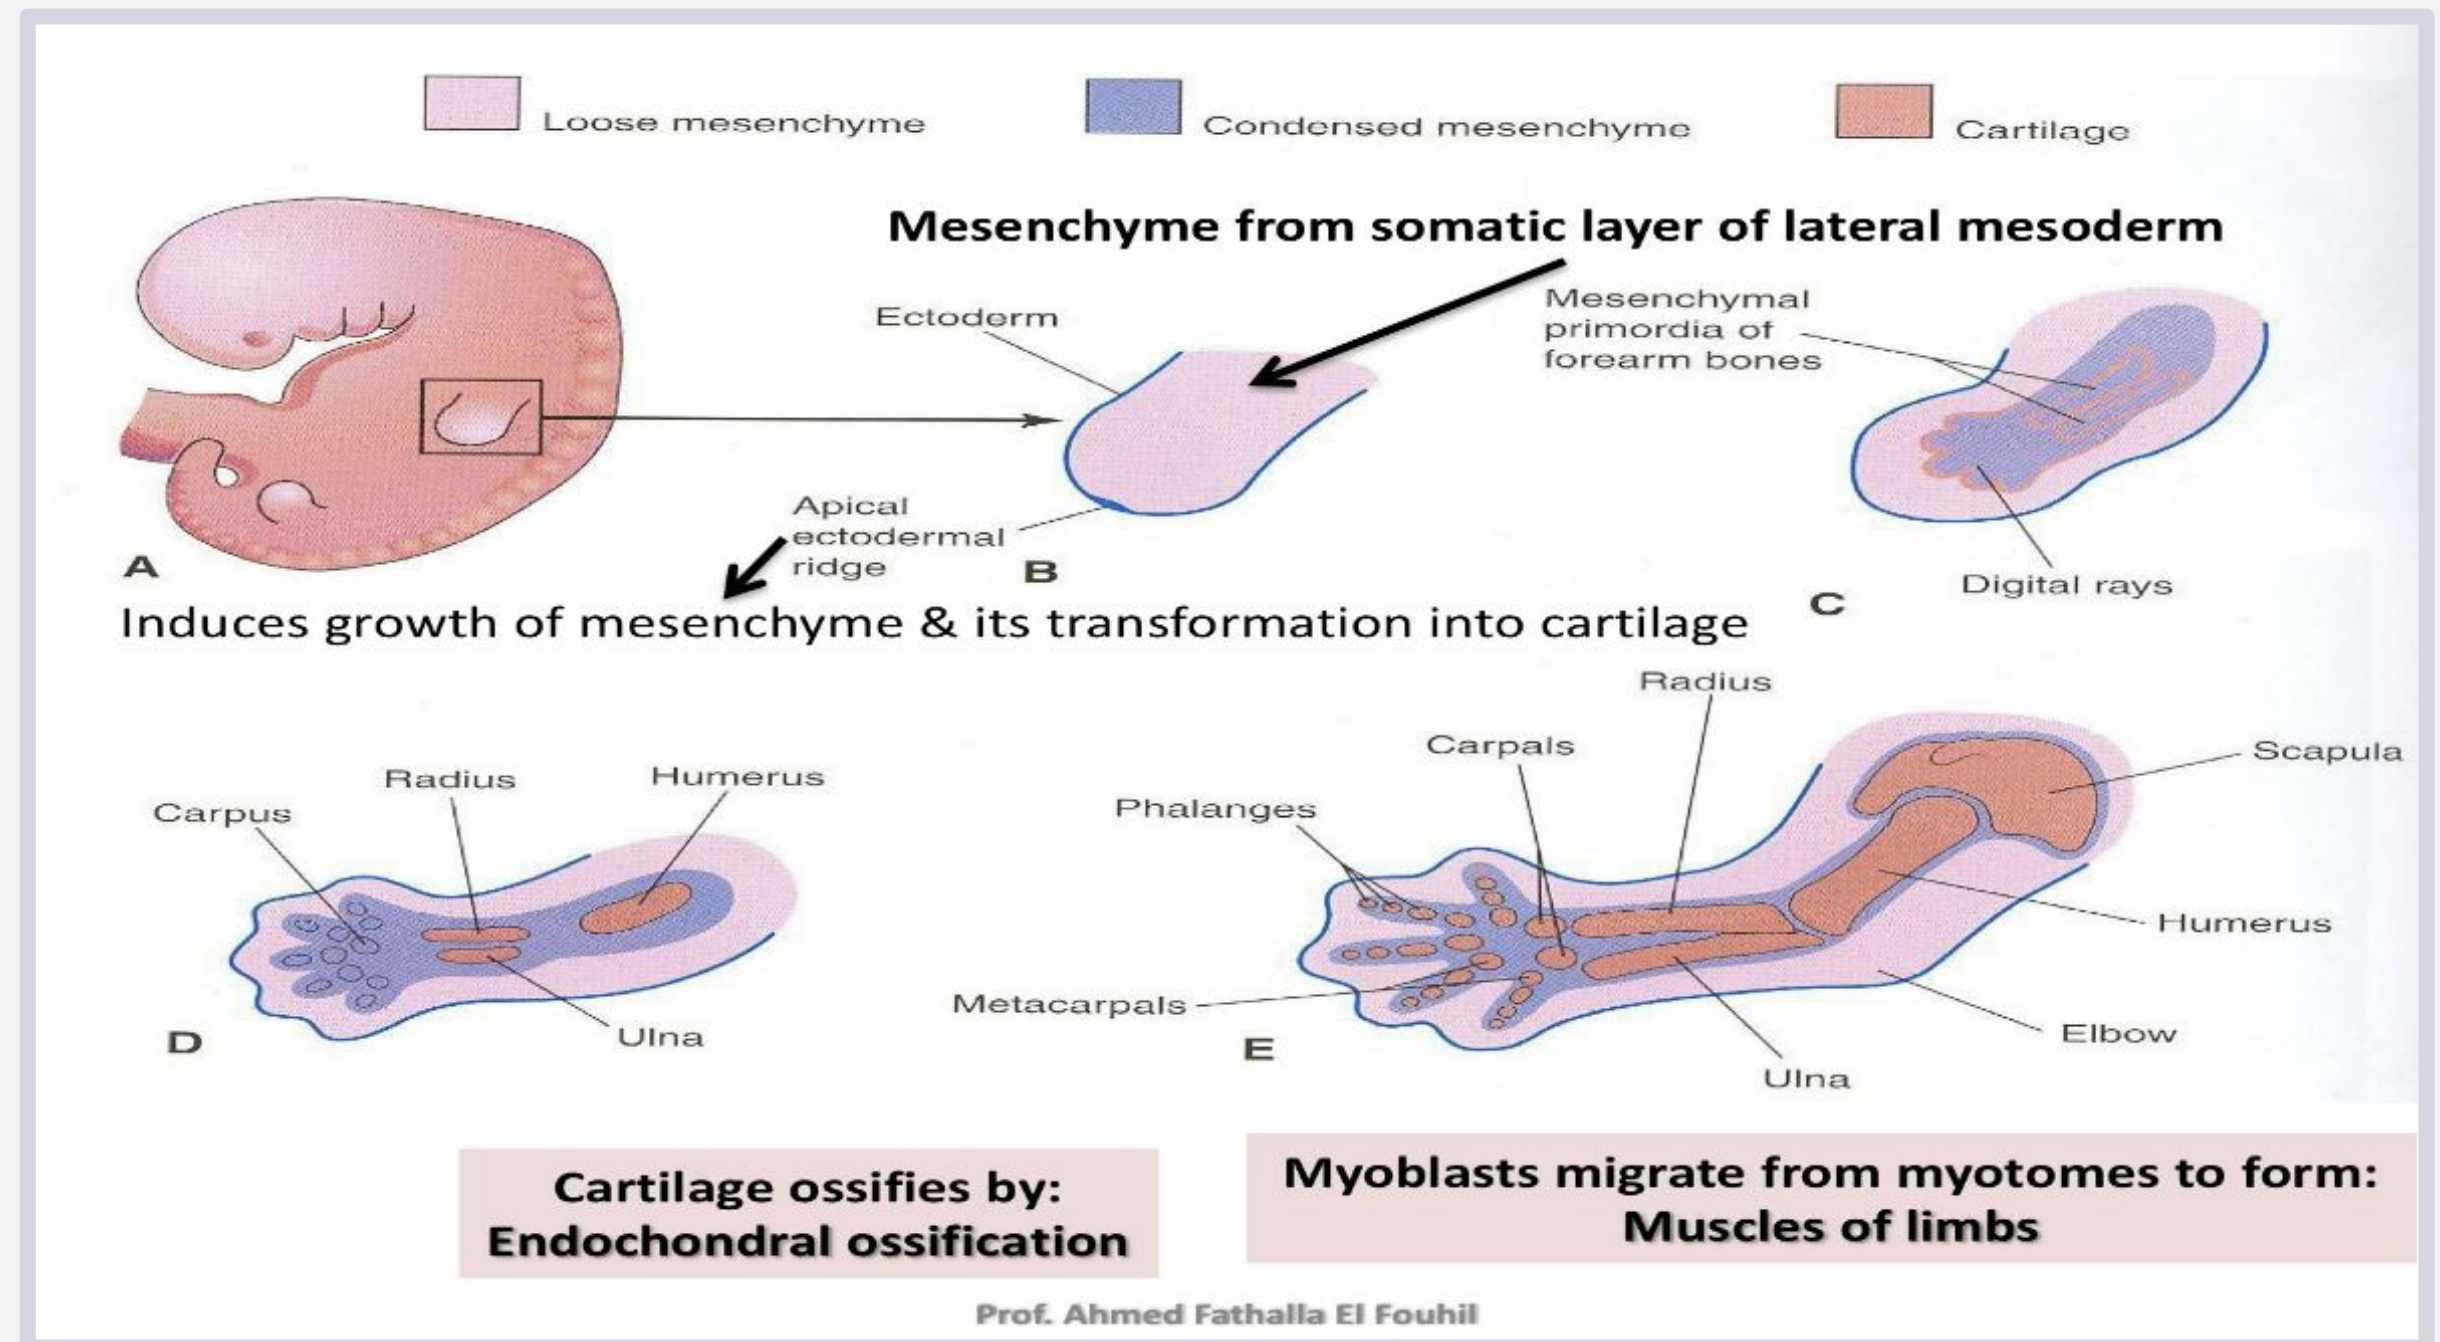 Loose mesenchyme
Condensed mesenchyme
Cartilage
Mesenchyme from somatic layer of lateral mesoderm
Ectoderm
Mesenchymal
primordia of
forearm bones
Apical
ectodermal
ridge
A
B
C
Digital rays
Induces growth of mesenchyme & its transformation into cartilage
Carpus
Radius
Humerus
Ulna
D
Radius
Carpals
Phalanges
Scapula
Humerus
Metacarpals
Elbow
Ulna
E
Cartilage ossifies by:
Endochondral ossification
Myoblasts migrate from myotomes to form:
Muscles of limbs
Prof. Ahmed Fathalla El Fouhil